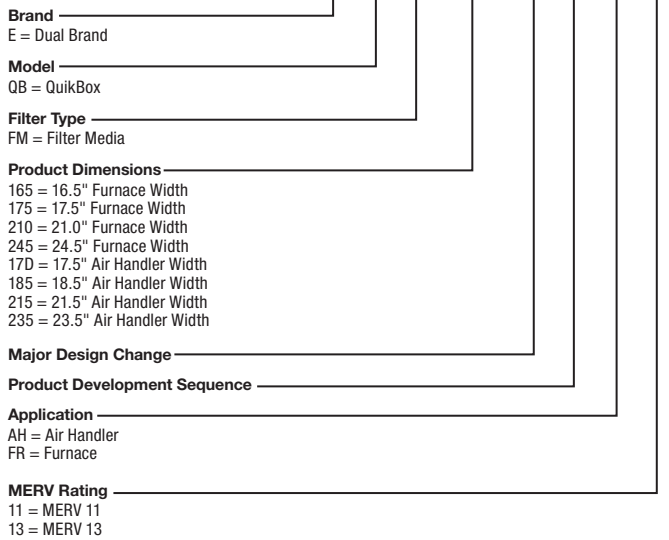 Brand
E = Dual Brand
Model
QB = QuikBox
Filter Type
FM = Filter Media
Product Dimensions
165 = 16.5" Furnace Width
175 = 17.5" Furnace Width
210 = 21.0" Furnace Width
245 = 24.5" Furnace Width
17D = 17.5" Air Handler Width
185 = 18.5" Air Handler Width
215 = 21.5" Air Handler Width
235 = 23.5" Air Handler Width
Major Design Change
Product Development Sequence
Application
AH = Air Handler
FR = Furnace
MERV Rating
11 = MERV 11
13 = MERV 13